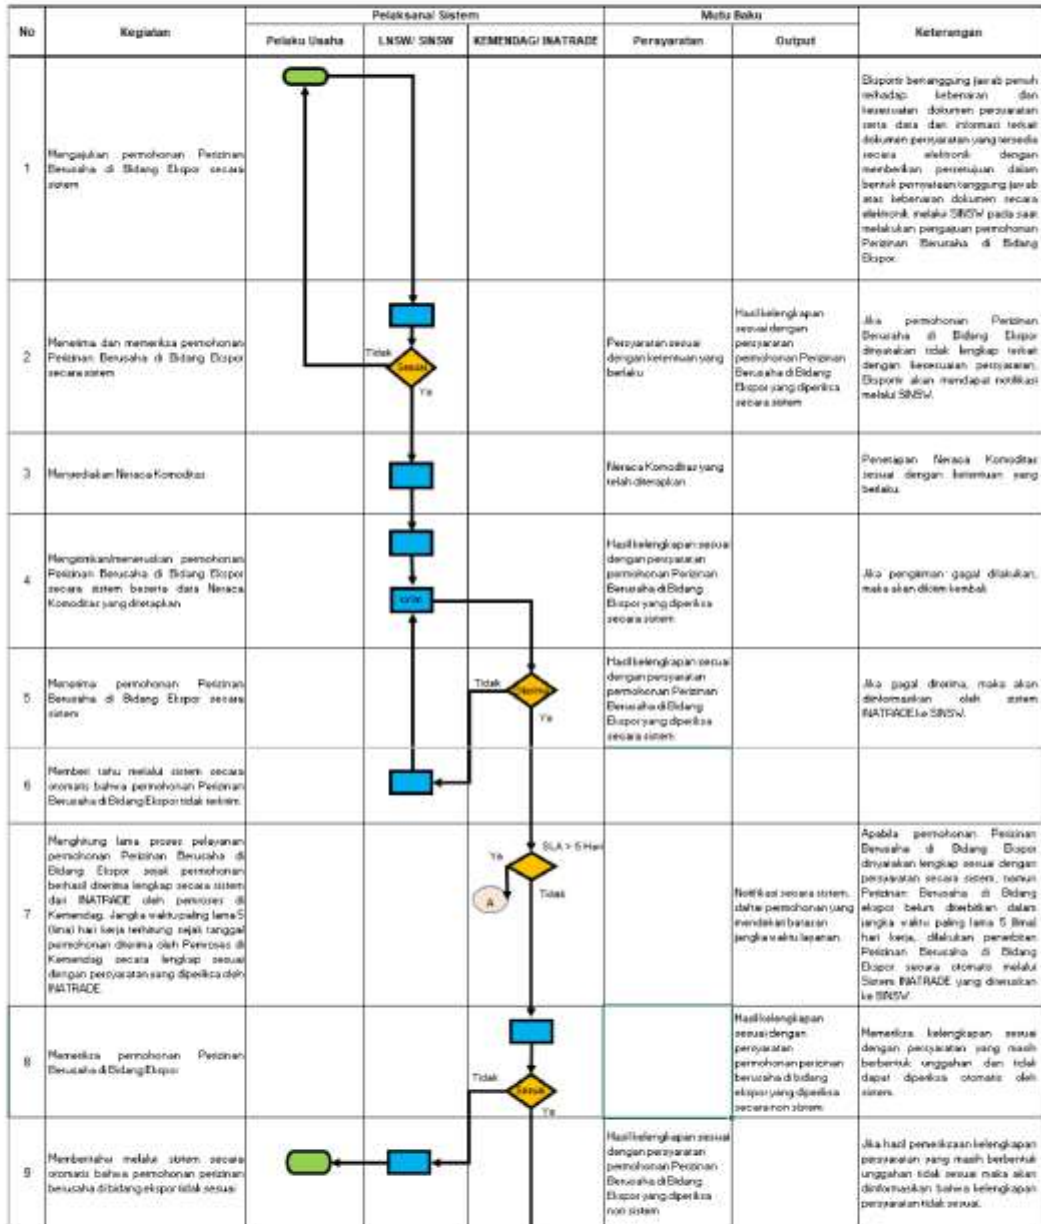 No
Kegiatan
Pelaksana/ Sistem
Mutu Baku
Keterangan
Pelaku Usaha
LNSW/ SINSW
KEMENDAG/ INATRADE
Persyaratan
Output
1
Mengajukan permohonan Perizinan
Berusaha di Bidang Ekspor secara
sistem
Eksportir bertanggung jawab penuh
terhadap kebenaran dan
kesesuaian dokumen persyaratan
serta data dan informasi terkait
dokumen persyaratan yang tersedia
secara elektronik dengan
memberikan persetujuan dalam
bentuk pernyataan tanggung jawab
atas kebenaran dokumen secara
elektronik melalui SINSW pada saat
melakukan pengajuan permohonan
Perizinan Berusaha di Bidang
Ekspor.
2
Menerima dan memeriksa permohonan
Perizinan Berusaha di Bidang Ekspor
secara sistem
Tidak
Sesuai
Ya
Persyaratan sesuai
dengan ketentuan yang
berlaku
Hasil kelengkapan
sesuai dengan
persyaratan
permohonan Perizinan
Berusaha di Bidang
Ekspor yang diperiksa
secara sistem
Jika permohonan Perizinan
Berusaha di Bidang Ekspor
dinyatakan tidak lengkap terkait
dengan kesesuaian persyaratan,
Eksportir akan mendapat notifikasi
melalui SINSW.
3
Menyediakan Neraca Komoditas
Neraca Komoditas yang
telah ditetapkan
Penetapan Neraca Komoditas
sesuai dengan ketentuan yang
berlaku.
4
Mengirimkan/meneruskan permohonan
Perizinan Berusaha di Bidang Ekspor
secara sistem beserta data Neraca
Komoditas yang ditetapkan
Kirim
Hasil kelengkapan sesuai
dengan persyaratan
permohonan Perizinan
Berusaha di Bidang
Ekspor yang diperiksa
secara sistem
Jika pengiriman gagal dilakukan,
maka akan dikirim kembali
5
Menerima permohonan Perizinan
Berusaha di Bidang Ekspor secara
sistem
Tidak
Terima
Ya
Hasil kelengkapan sesuai
dengan persyaratan
permohonan Perizinan
Berusaha di Bidang
Ekspor yang diperiksa
secara sistem
Jika gagal diterima, maka akan
diinformasikan oleh sistem
INATRADE ke SINSW.
6
Memberi tahu melalui sistem secara
otomatis bahwa permohonan Perizinan
Berusaha di Bidang Ekspor tidak terkirim.
7
Menghitung lama proses pelayanan
permohonan Perizinan Berusaha di
Bidang Ekspor sejak permohonan
berhasil diterima lengkap secara sistem
dari INATRADE oleh pemroses di
Kemendag. Jangka waktu paling lama 5
(lima) hari kerja terhitung sejak tanggal
permohonan diterima oleh Pemroses di
Kemendag secara lengkap sesuai
dengan persyaratan yang diperiksa oleh
INATRADE.
SLA > 5 Hari
Ya
Tidak
A
Notifikasi secara sistem,
daftar permohonan yang
mendekati batasan
jangka waktu layanan.
Apabila permohonan Perizinan
Berusaha di Bidang Ekspor
dinyatakan lengkap sesuai dengan
persyaratan secara sistem, namun
Perizinan Berusaha di Bidang
ekspor belum diterbitkan dalam
jangka waktu paling lama 5 (lima)
hari kerja, dilakukan penerbitan
Perizinan Berusaha di Bidang
Ekspor secara otomatis melalui
Sistem INATRADE yang diteruskan
ke SINSW
8
Memeriksa permohonan Perizinan
Berusaha di Bidang Ekspor
Tidak
Sesuai
Ya
Hasil kelengkapan
sesuai dengan
persyaratan
permohonan perizinan
berusaha di bidang
ekspor yang diperiksa
secara non sistem
Memeriksa kelengkapan sesuai
dengan persyaratan yang masih
berbentuk unggahan dan tidak
dapat diperiksa otomatis oleh
sistem.
9
Memberitahu melalui sistem secara
otomatis bahwa permohonan perizinan
berusaha di bidang ekspor tidak sesuai
Hasil kelengkapan sesuai
dengan persyaratan
permohonan Perizinan
Berusaha di Bidang
Ekspor yang diperiksa
non sistem
Jika hasil pemeriksaan kelengkapan
persyaratan yang masih berbentuk
unggahan tidak sesuai maka akan
diinformasikan bahwa kelengkapan
persyaratan tidak sesuai.